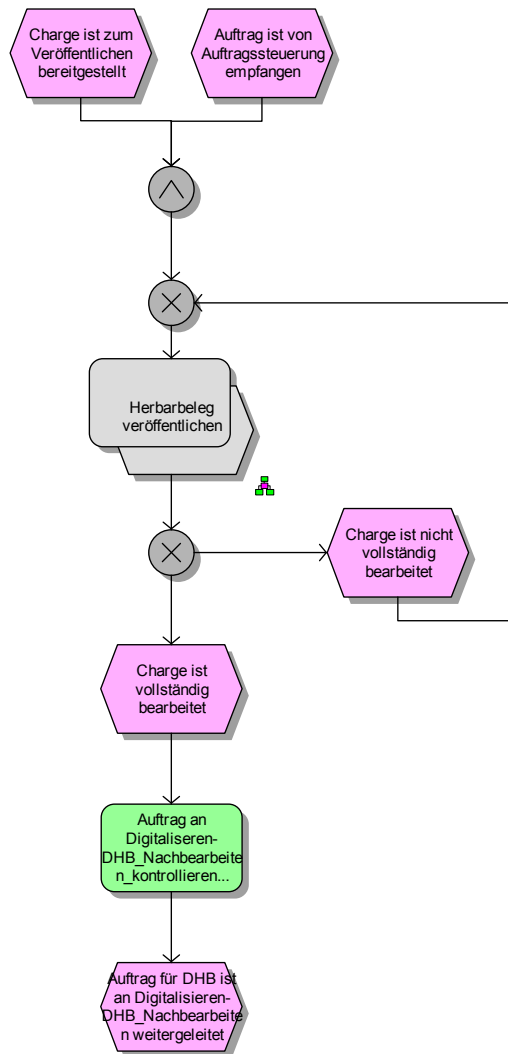 Charge ist zum
Veröffentlichen
bereitgestellt
Auftrag ist von
Auftragssteuerung
empfangen
Herbarbeleg
veröffentlichen
Charge ist nicht
vollständig
bearbeitet
Charge ist
vollständig
bearbeitet
Auftrag an
Digitaliseren-
DHB_Nachbearbeite
n_kontrollieren...
Auftrag für DHB ist
an Digitalisieren-
DHB_Nachbearbeite
n weitergeleitet